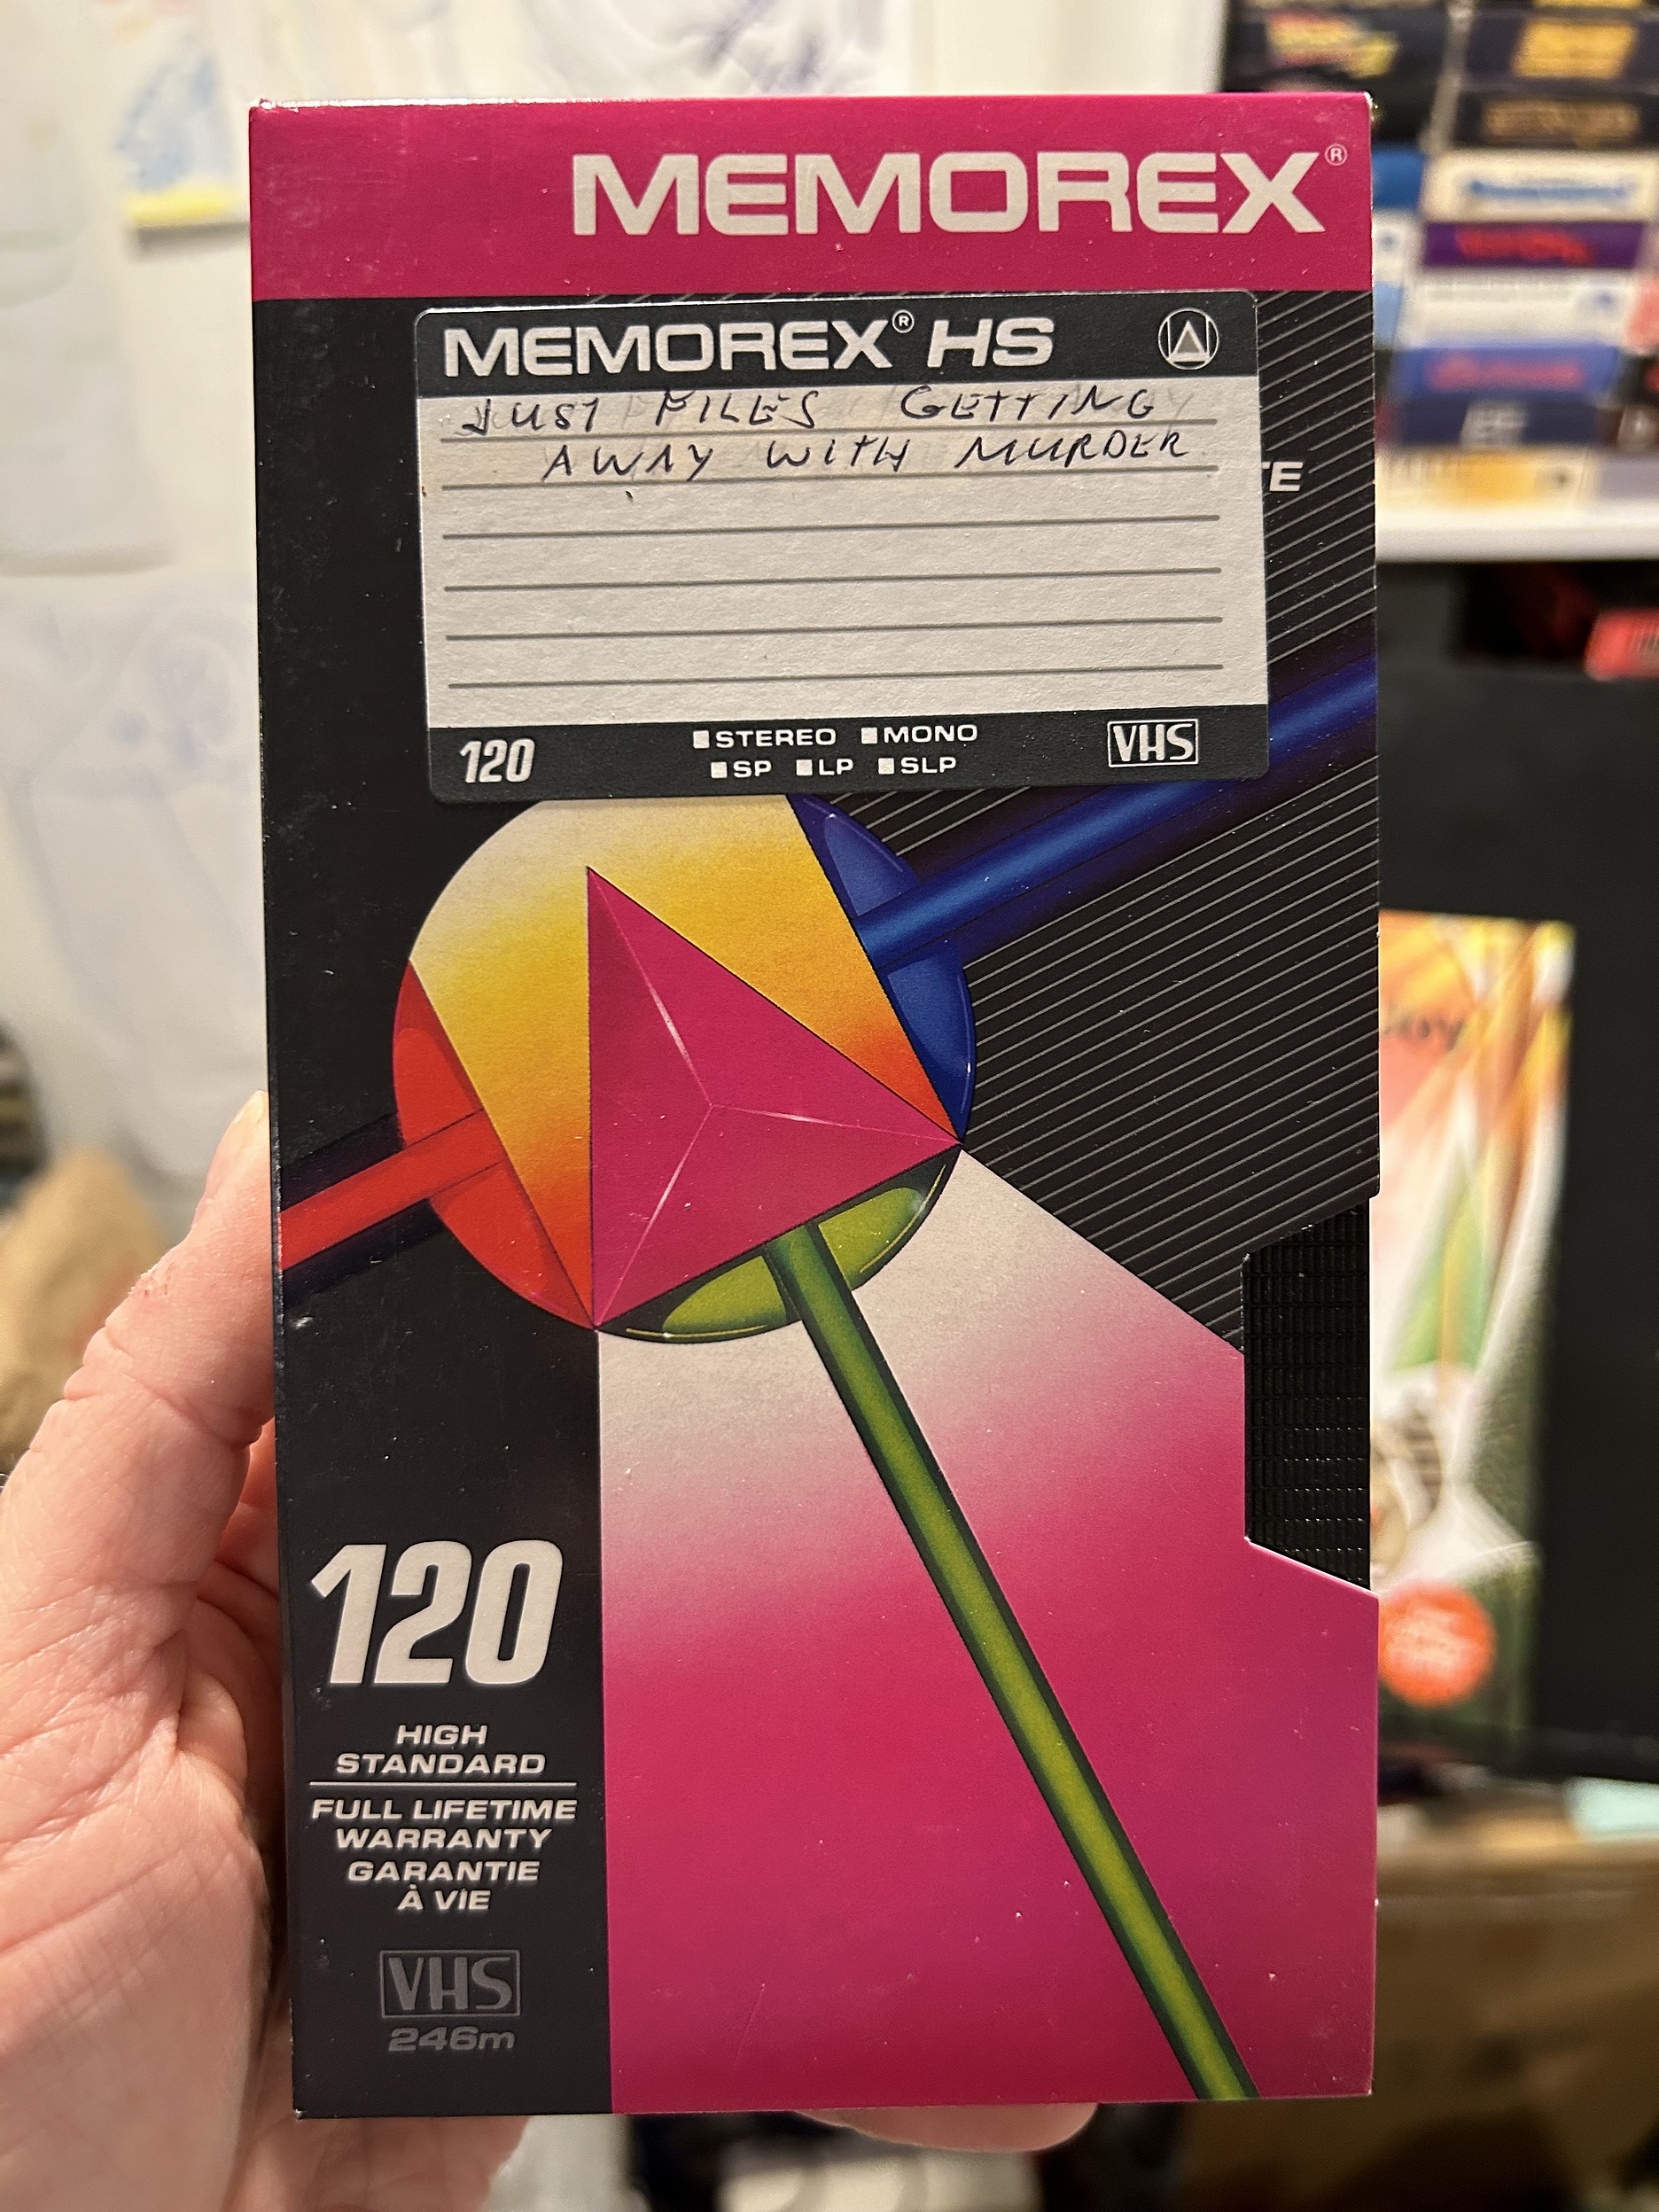 MEMOREX®
MEMOREX® HS
JUST FILES GETTING
AWAY WITH MURDER
TE
120
STEREO MONO
SP LP SLP
VHS
120
HIGH
STANDARD
FULL LIFETIME
WARRANTY
GARANTIE
À VIE
VHS
246m